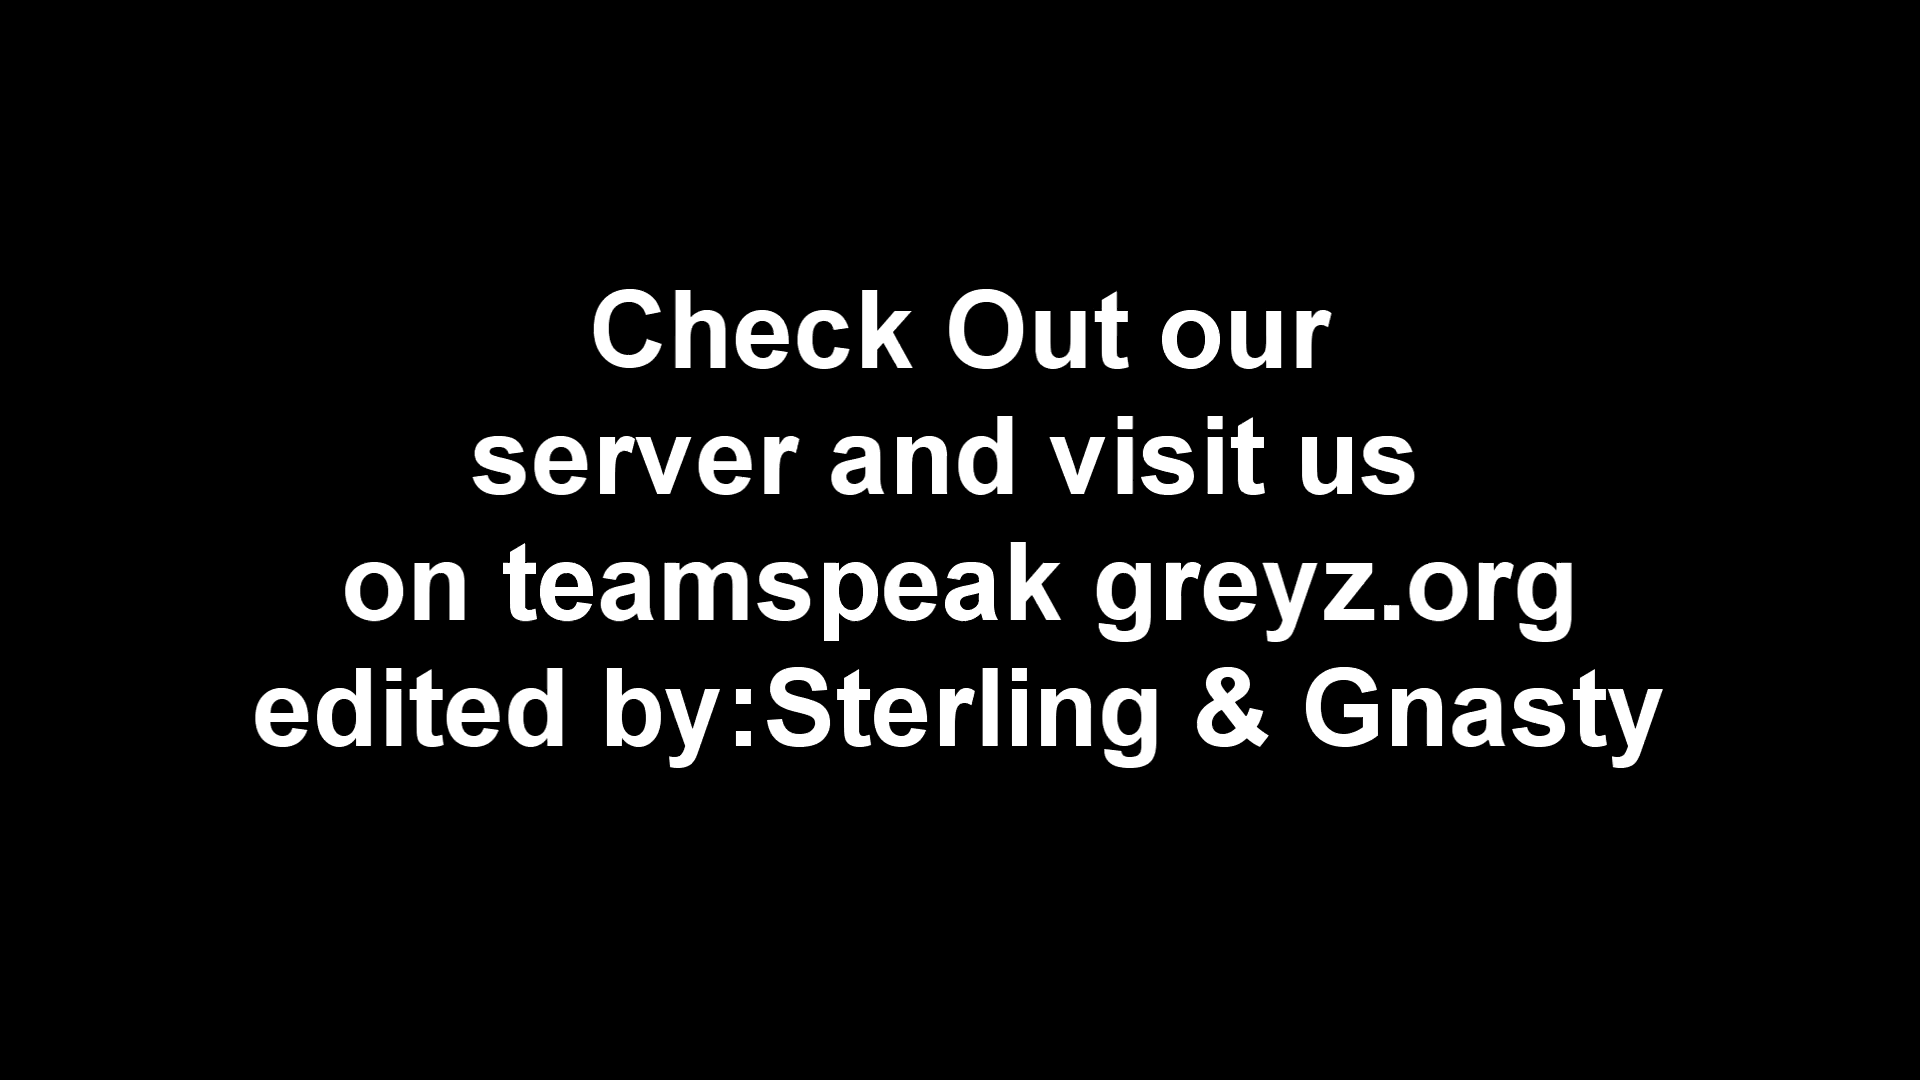 Check Out our
server and visit us
on teamspeak greyz.org
edited by:Sterling & Gnasty